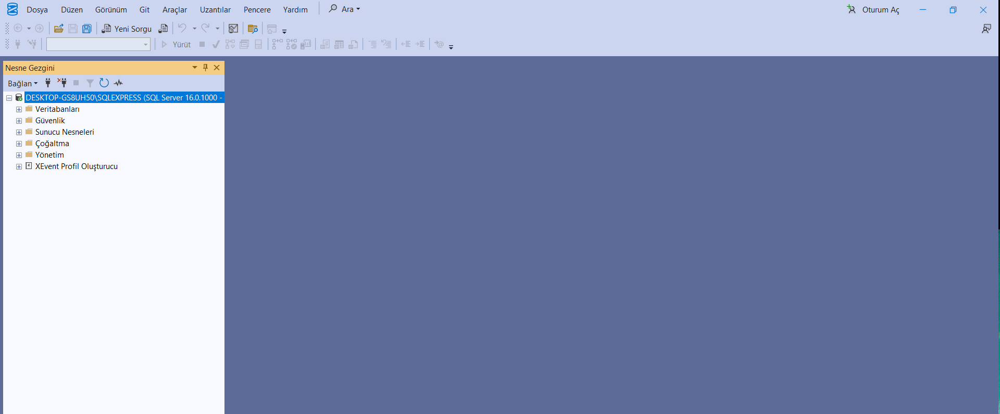 Dosya Düzen Görünüm Git Araçlar Uzantılar Pencere Yardım Ara Oturum Aç
Yeni Sorgu
Yürüt
Nesne Gezgini
Bağlan
DESKTOP-GS8UH50\SQLEXPRESS (SQL Server 16.0.1000 -
Veritabanları
Güvenlik
Sunucu Nesneleri
Çoğaltma
Yönetim
XEvent Profil Oluşturucu